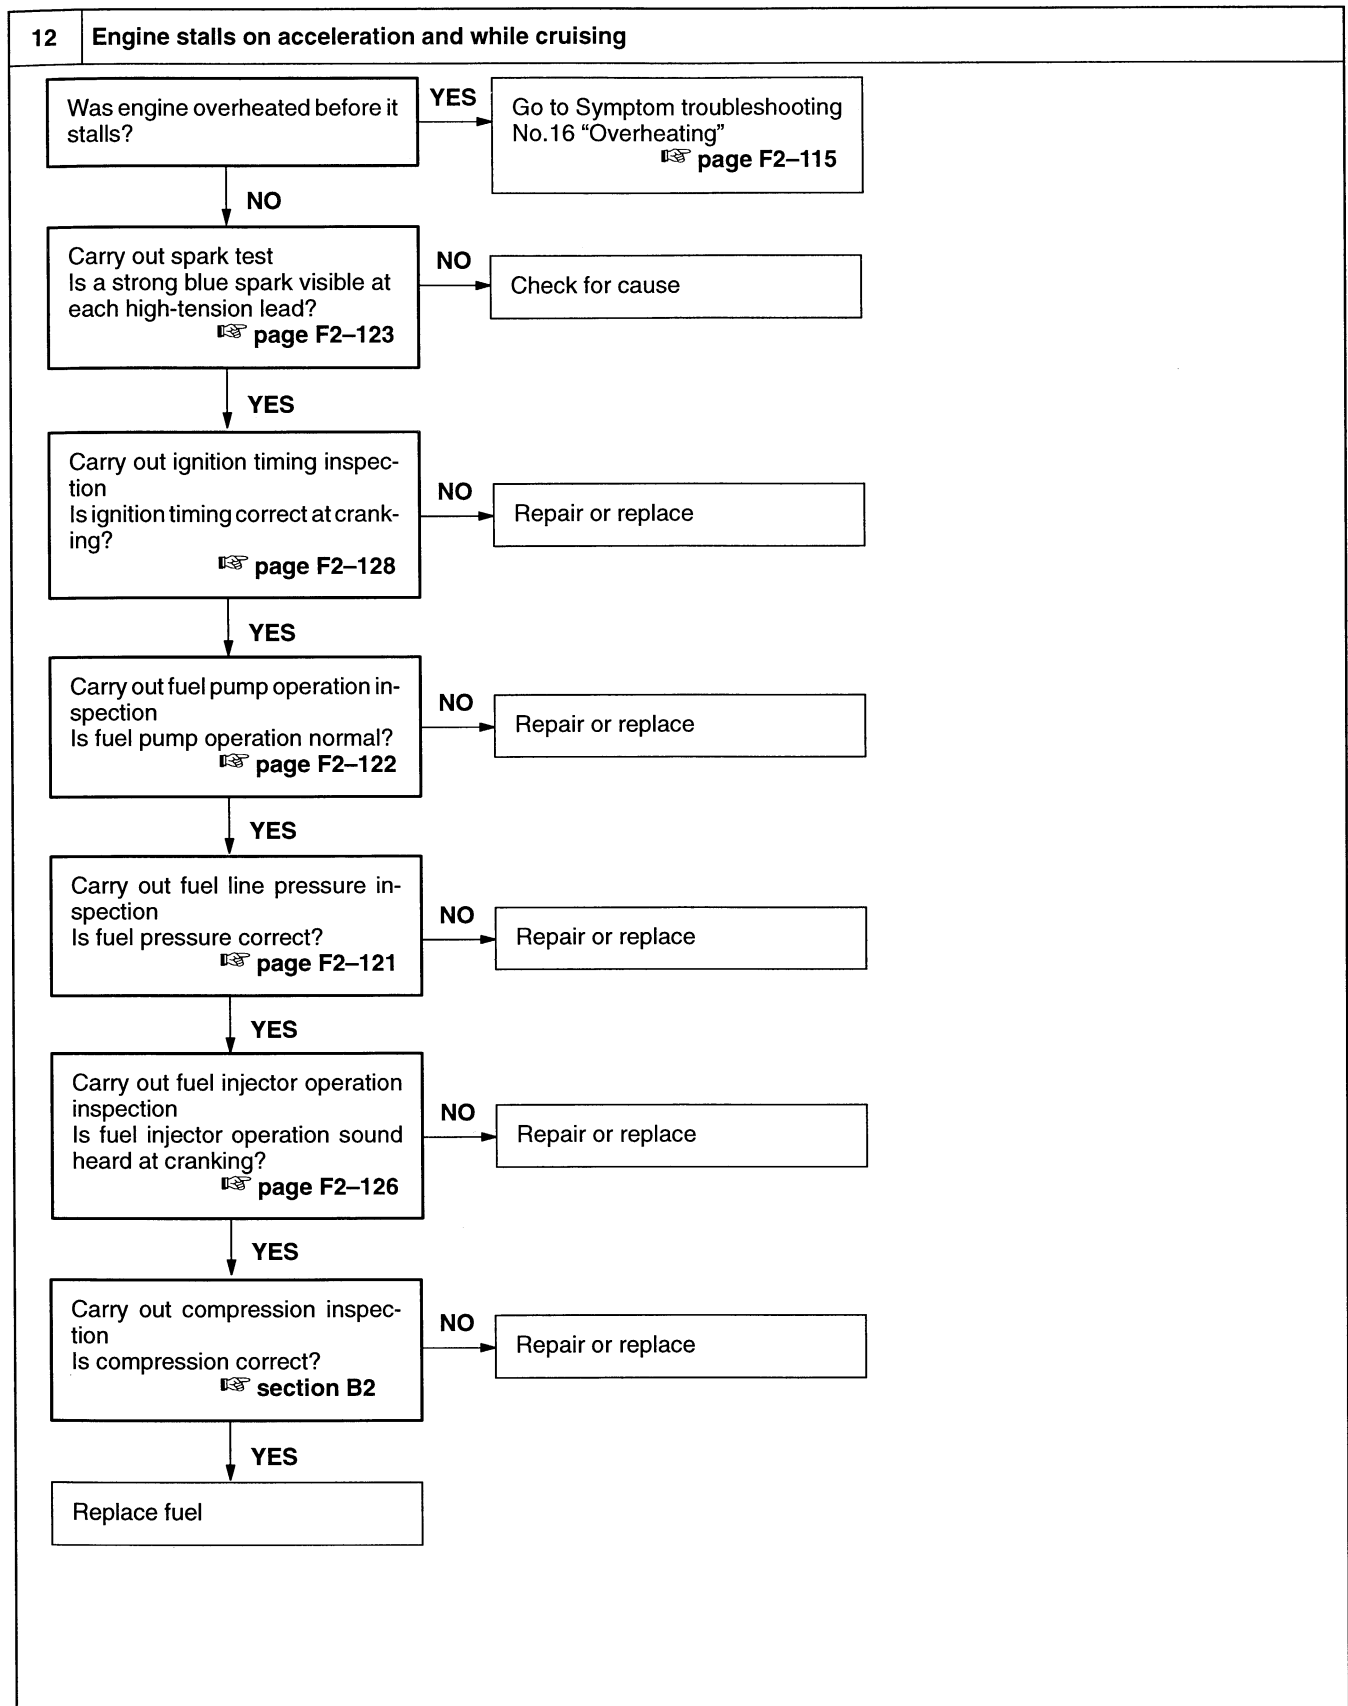 12 Engine stalls on acceleration and while cruising
Was engine overheated before it
stalls?
YES
Go to Symptom troubleshooting
No.16 “Overheating”
☞ page F2–115
NO
Carry out spark test
Is a strong blue spark visible at
each high-tension lead?
☞ page F2–123
NO
Check for cause
YES
Carry out ignition timing inspec-
tion
Is ignition timing correct at crank-
ing?
☞ page F2–128
NO
Repair or replace
YES
Carry out fuel pump operation in-
spection
Is fuel pump operation normal?
☞ page F2–122
NO
Repair or replace
YES
Carry out fuel line pressure in-
spection
Is fuel pressure correct?
☞ page F2–121
NO
Repair or replace
YES
Carry out fuel injector operation
inspection
Is fuel injector operation sound
heard at cranking?
☞ page F2–126
NO
Repair or replace
YES
Carry out compression inspec-
tion
Is compression correct?
☞ section B2
NO
Repair or replace
YES
Replace fuel